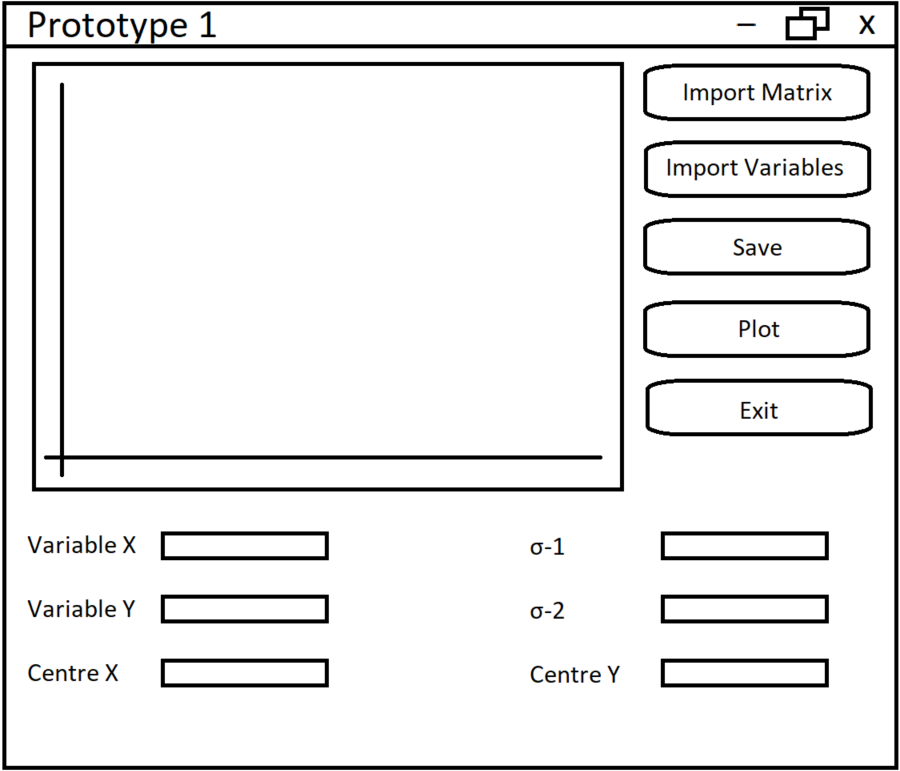 Prototype 1
X
Import Matrix
Import Variables
Save
Plot
Exit
Variable X
σ-1
Variable Y
σ-2
Centre X
Centre Y